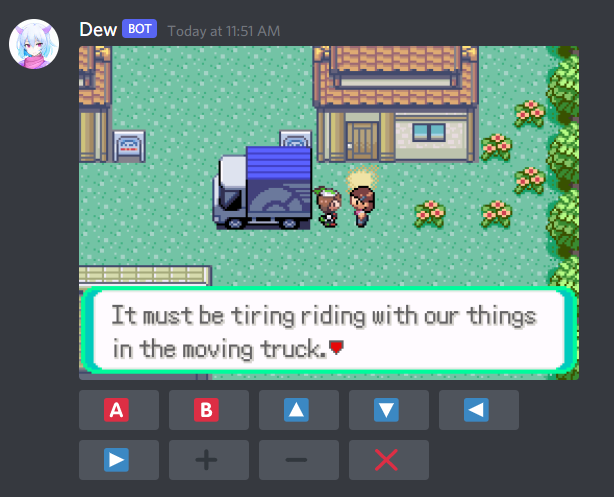 Dew BOT Today at 11:51 AM
It must be tiring riding with our things
in the moving truck.
A B